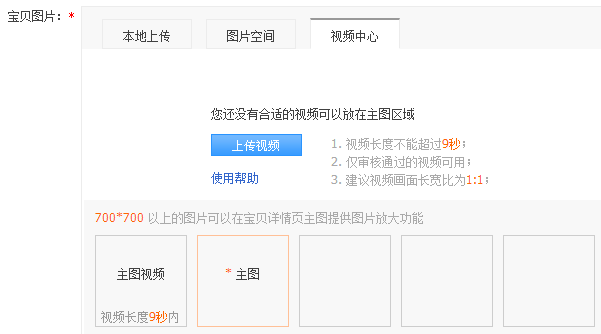 宝贝图片：*
本地上传 图片空间 视频中心
您还没有合适的视频可以放在主图区域
上传视频
使用帮助
1. 视频长度不能超过9秒；
2. 仅审核通过的视频可用；
3. 建议视频画面长宽比为1:1；
700*700 以上的图片可以在宝贝详情页主图提供图片放大功能
主图视频
视频长度9秒内
* 主图